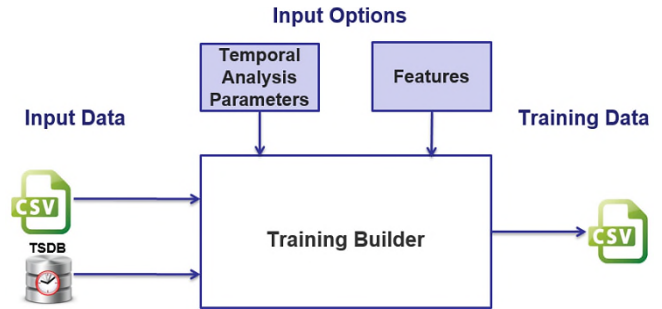 Input Options
Temporal
Analysis
Parameters
Features
Input Data
Training Data
CSV
TSDB
Training Builder
CSV